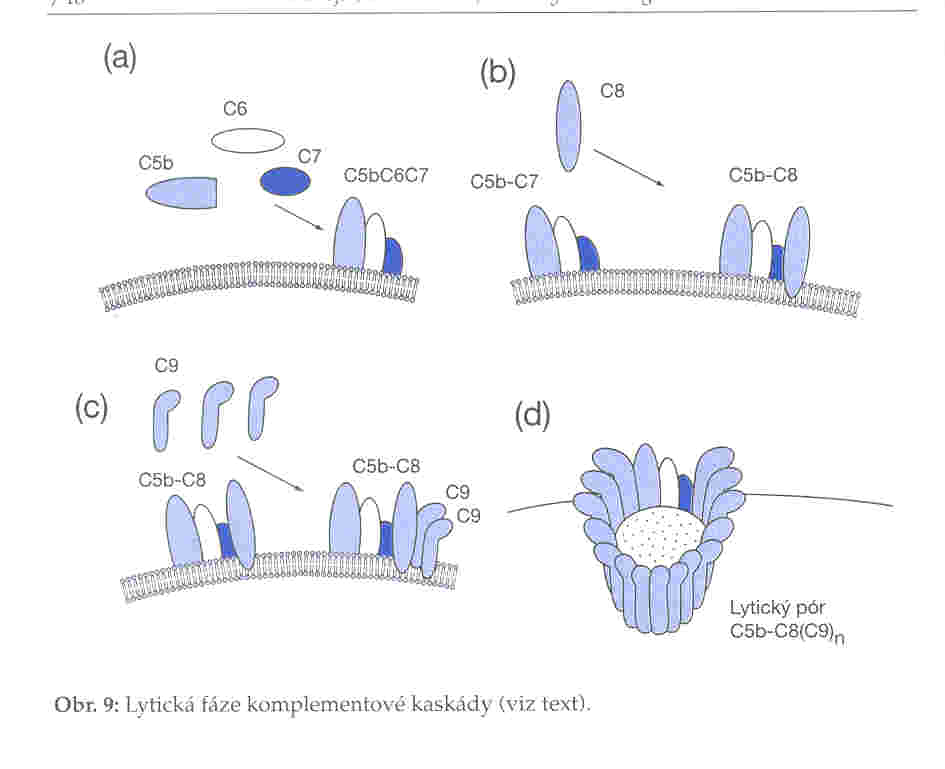 (a)
C6
C5b
C7
C5bC6C7
(b)
C8
C5b-C7
C5b-C8
(c)
C9
C5b-C8
C5b-C8
C9
C9
(d)
Lytický pór
C5b-C8(C9)n
Obr. 9: Lytická fáze komplementové kaskády (viz text).